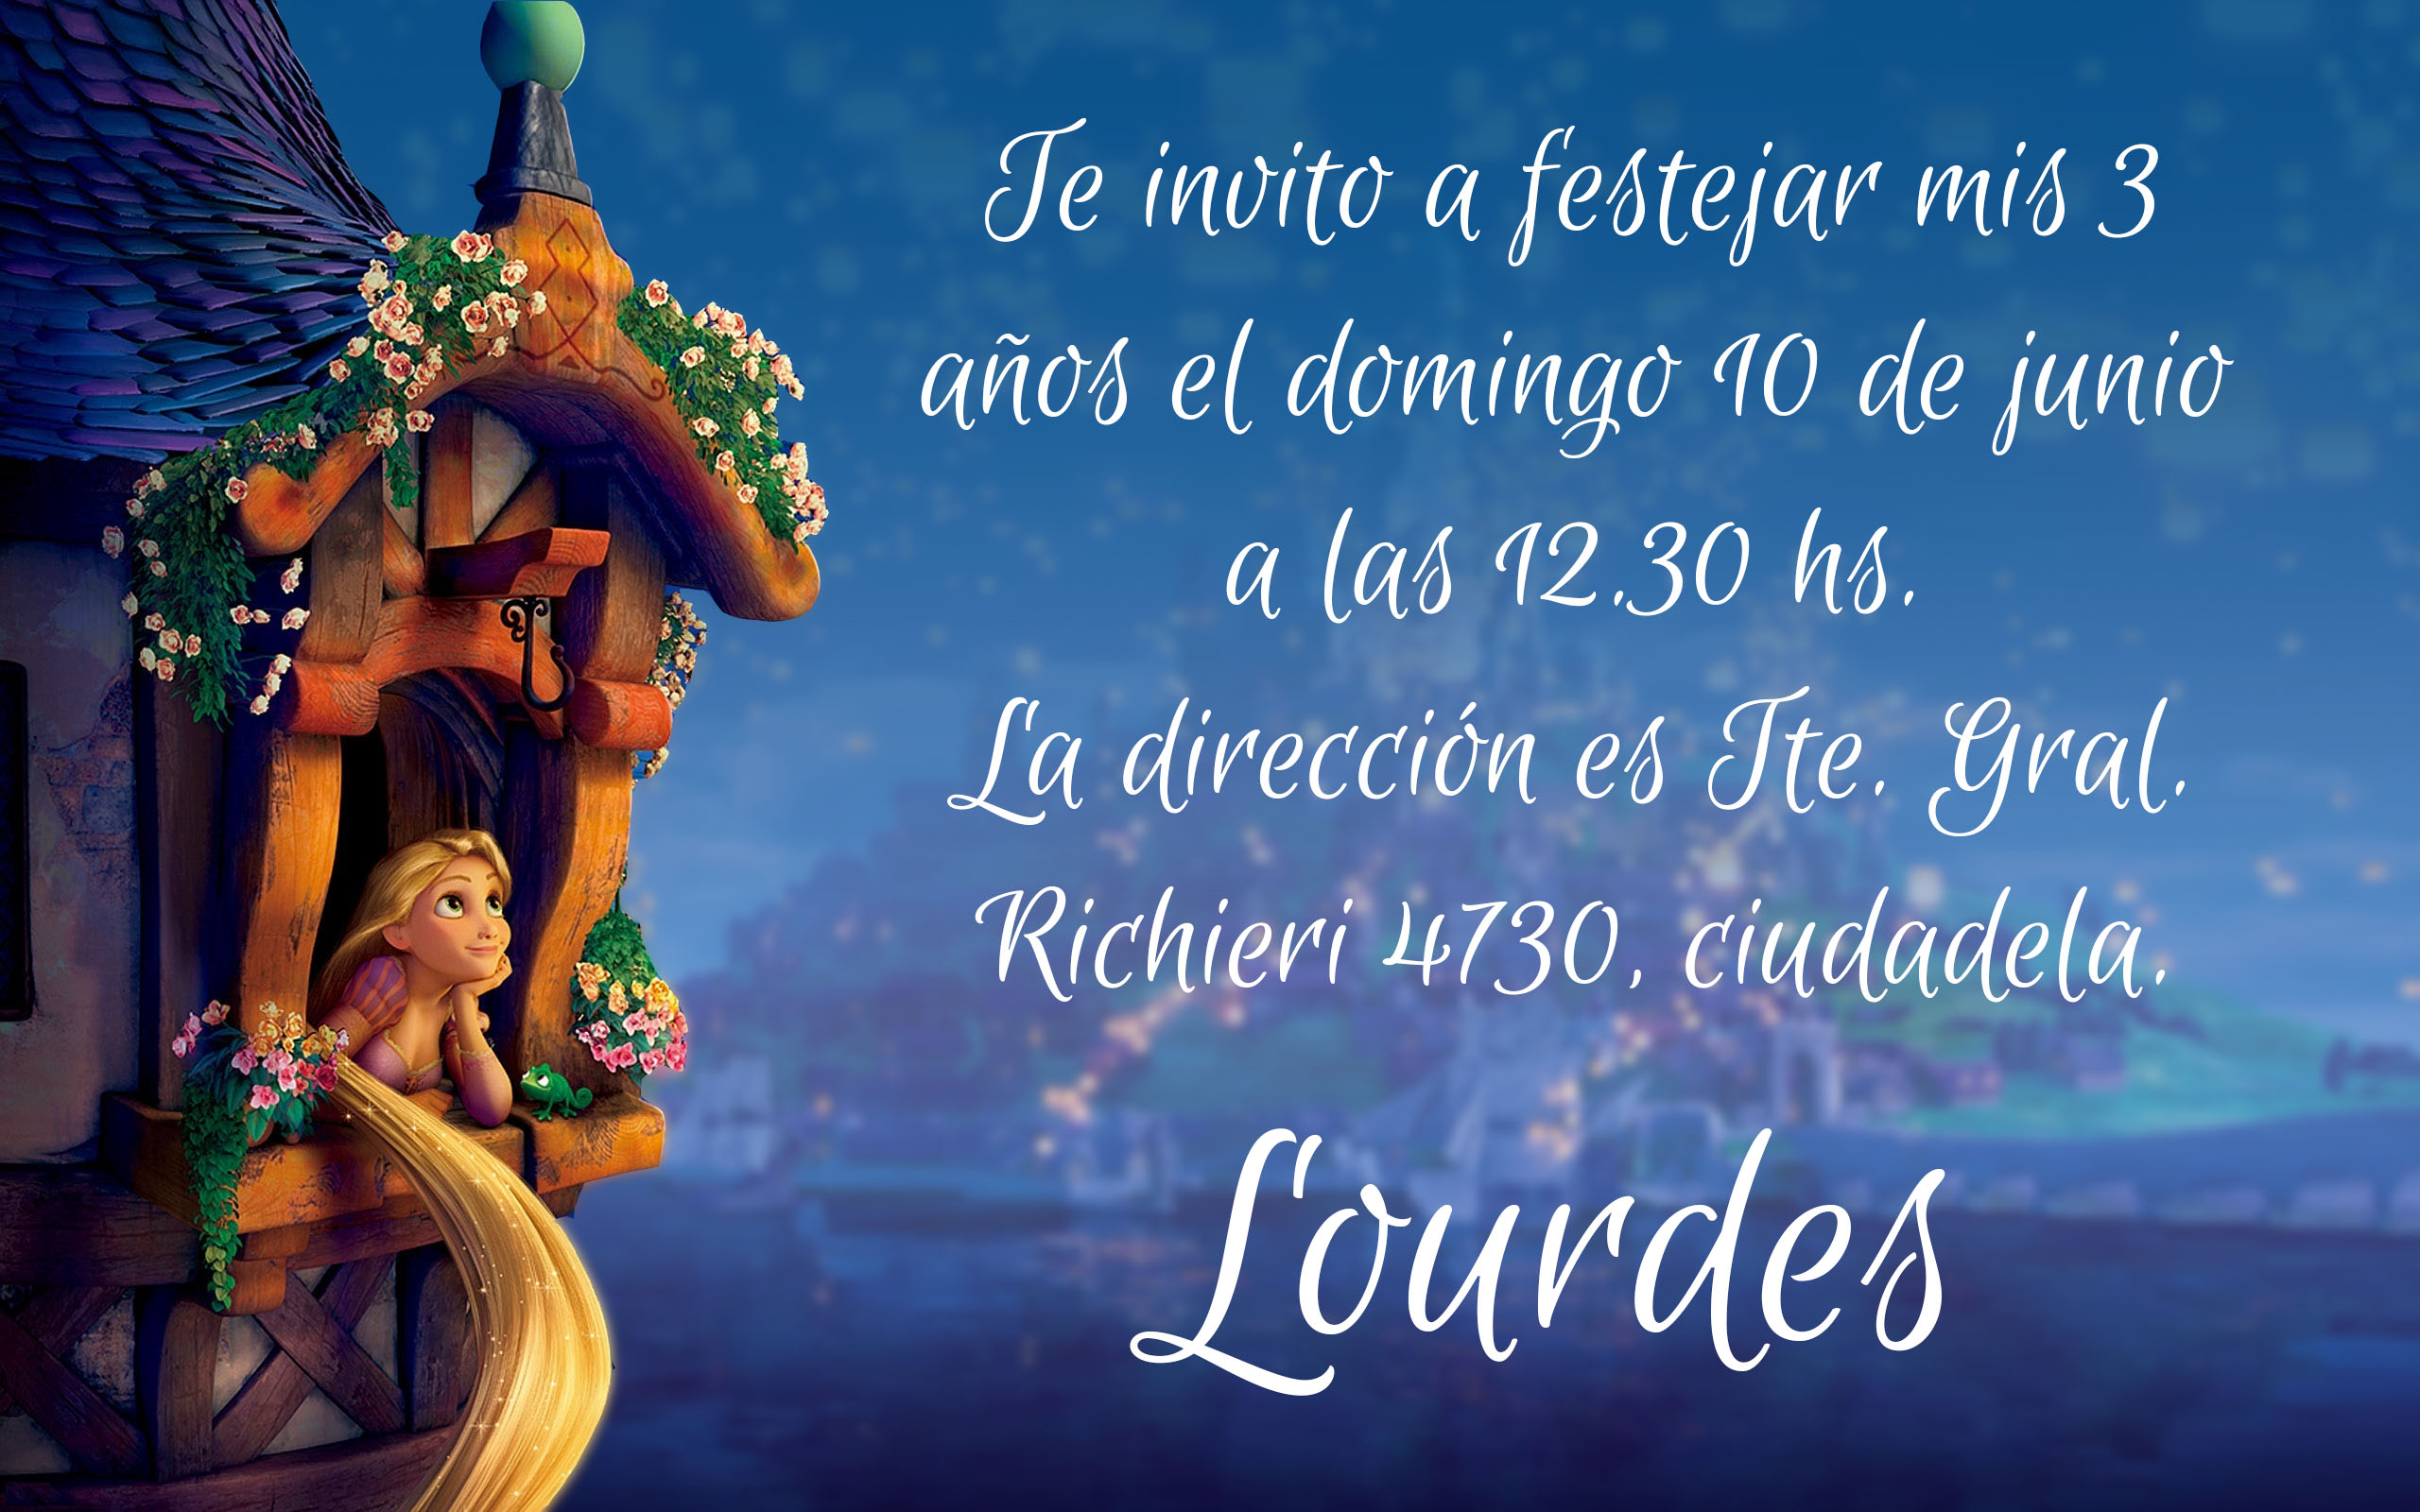 Te invito a festejar mis 3
años el domingo 10 de junio
a las 12.30 hs.
La dirección es Tte. Gral.
Richieri 4730, ciudadela.
Lourdes